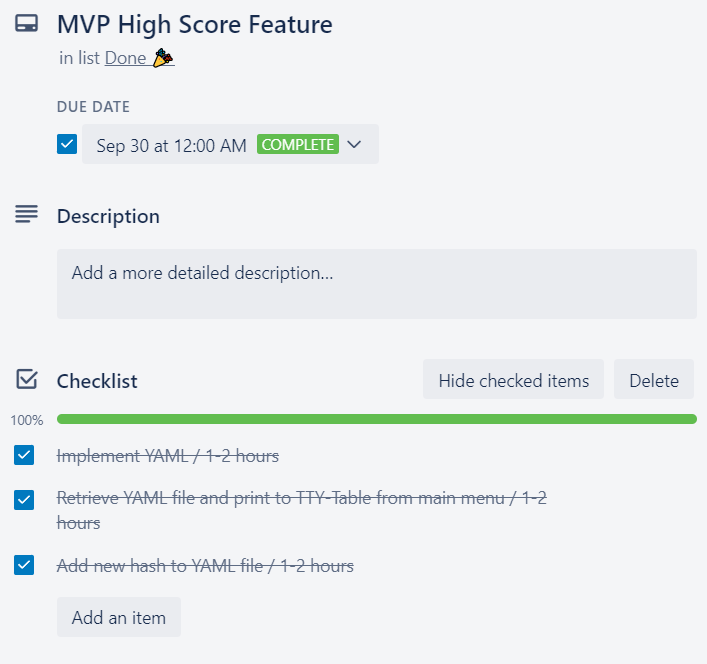 MVP High Score Feature
in list Done 🎉
DUE DATE
Sep 30 at 12:00 AM COMPLETE
Description
Add a more detailed description...
Checklist
Hide checked items
Delete
100%
Implement YAML / 1-2 hours
Retrieve YAML file and print to TTY-Table from main menu / 1-2
hours
Add new hash to YAML file / 1-2 hours
Add an item